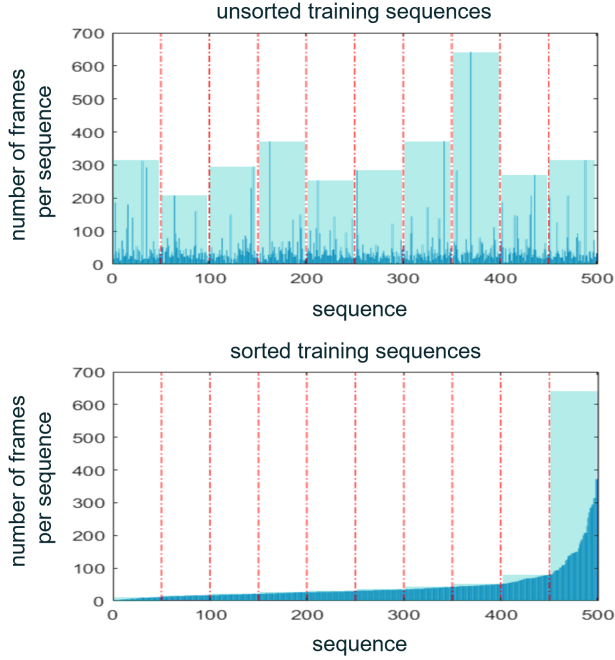 unsorted training sequences
700
600
500
400
300
200
100
0
number of frames
per sequence
0 100 200 300 400 500
sequence
sorted training sequences
700
600
500
400
300
200
100
0
number of frames
per sequence
0 100 200 300 400 500
sequence